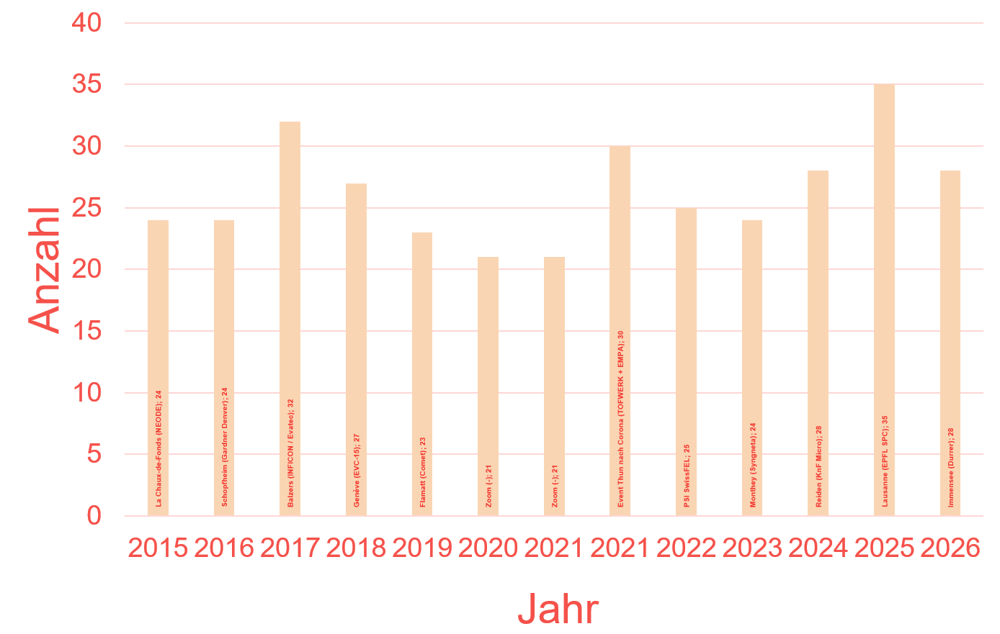 40
35
30
25
20
15
10
5
0
Anzahl
La Chaux-de-Fonds (NEODE); 24
Schopfheim (Gardner Denver); 24
Balzers (INFICON / Evatec); 32
Genève (EVC-15); 27
Flamatt (Comet); 23
Zoom (-); 21
Zoom (-); 21
Event Thun nach Corona (TOFWERK + EMPA); 30
PSI SwissFEL; 25
Monthey (Syngneta); 24
Reiden (KnF Micro); 28
Lausanne (EPFL SPC); 35
Immensee (Durrer); 28
2015 2016 2017 2018 2019 2020 2021 2021 2022 2023 2024 2025 2026
Jahr